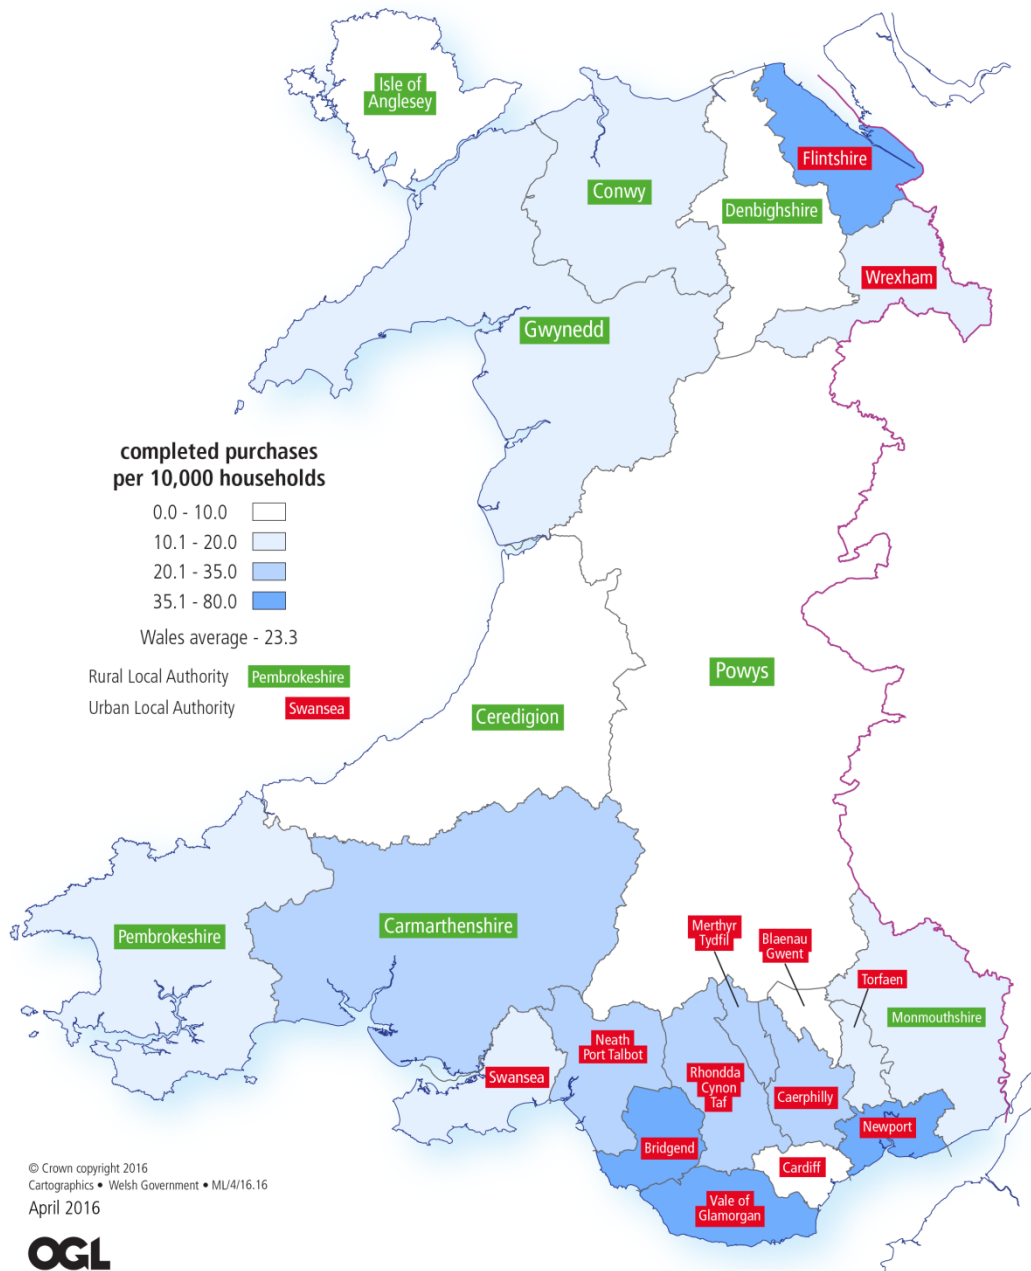 Isle of
Anglesey
Flintshire
Conwy
Denbighshire
Wrexham
Gwynedd
completed purchases
per 10,000 households
0.0 - 10.0
10.1 - 20.0
20.1 - 35.0
35.1 - 80.0
Wales average - 23.3
Rural Local Authority Pembrokeshire
Urban Local Authority Swansea
Powys
Ceredigion
Pembrokeshire
Carmarthenshire
Merthyr
Tydfil
Blaenau
Gwent
Torfaen
Monmouthshire
Neath
Port Talbot
Swansea
Rhondda
Cynon
Taf
Caerphilly
Newport
Bridgend
Cardiff
Vale of
Glamorgan
© Crown copyright 2016
Cartographics • Welsh Government • ML/4/16.16
April 2016
OGL